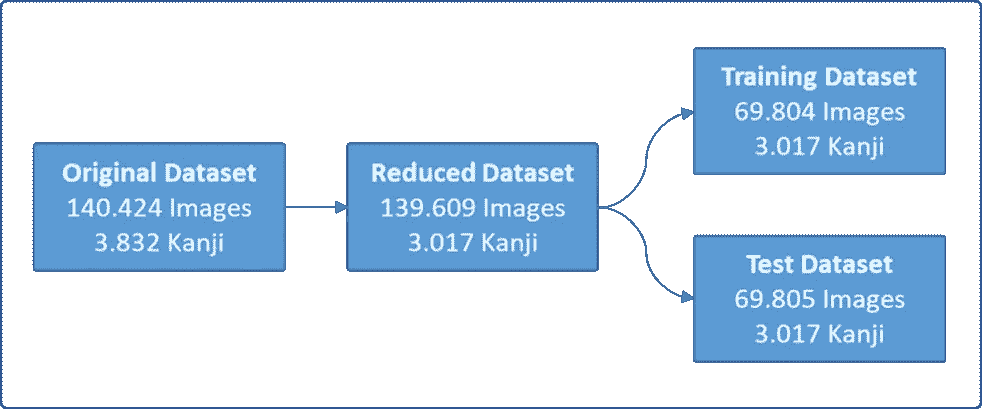 Original Dataset
140.424 Images
3.832 Kanji
Reduced Dataset
139.609 Images
3.017 Kanji
Training Dataset
69.804 Images
3.017 Kanji
Test Dataset
69.805 Images
3.017 Kanji